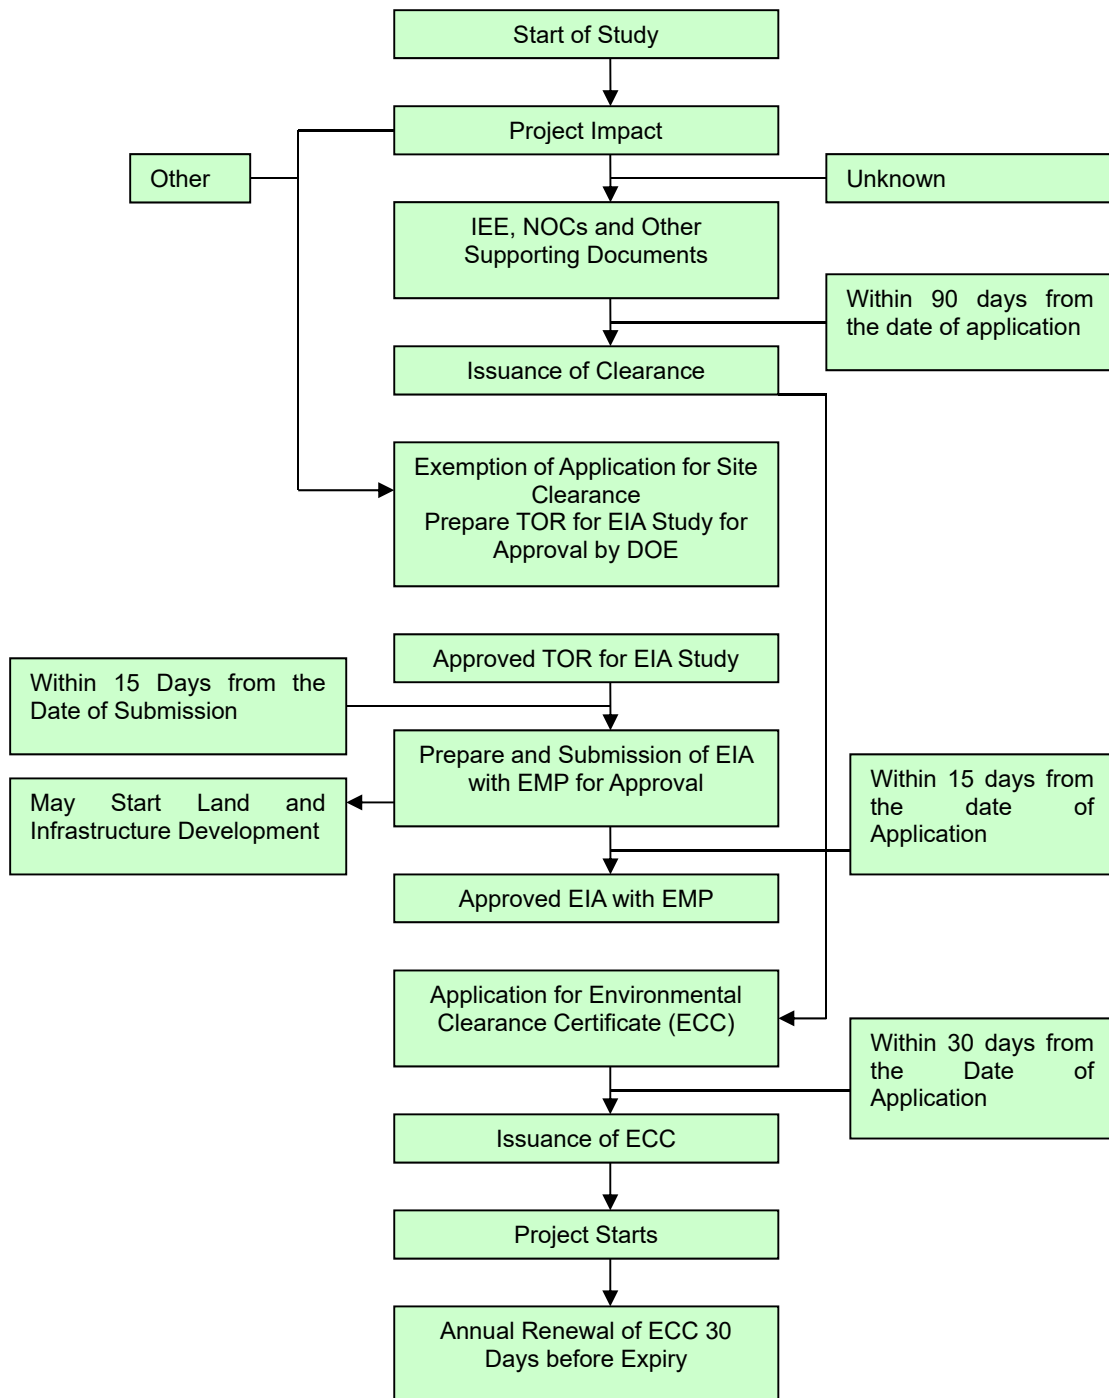 Start of Study
Project Impact
Other
Unknown
IEE, NOCs and Other
Supporting Documents
Within 90 days from
the date of application
Issuance of Clearance
Exemption of Application for Site
Clearance
Prepare TOR for EIA Study for
Approval by DOE
Approved TOR for EIA Study
Within 15 Days from the
Date of Submission
Prepare and Submission of EIA
with EMP for Approval
Within 15 days from
the date of
Application
May Start Land and
Infrastructure Development
Approved EIA with EMP
Application for Environmental
Clearance Certificate (ECC)
Within 30 days from
the Date of
Application
Issuance of ECC
Project Starts
Annual Renewal of ECC 30
Days before Expiry